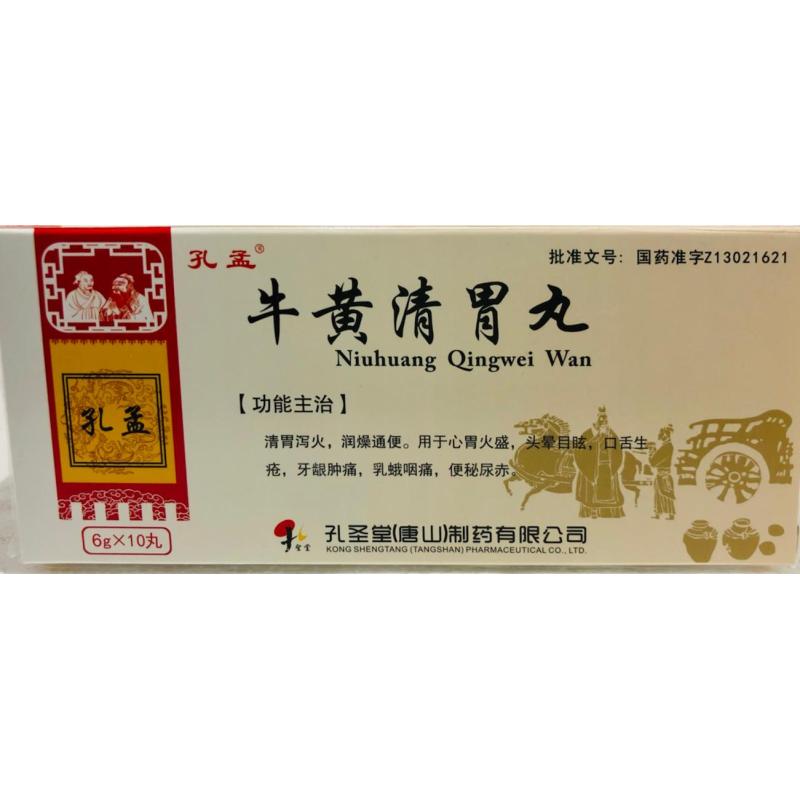 孔孟®
批准文号：国药准字Z13021621
牛黄清胃丸
Niuhuang Qingwei Wan
孔孟
【功能主治】
清胃泻火，润燥通便。用于心胃火盛，头晕目眩，口舌生
疮，牙龈肿痛，乳蛾咽痛，便秘尿赤。
6g×10丸
孔圣堂
孔圣堂(唐山)制药有限公司
KONG SHENGTANG (TANGSHAN) PHARMACEUTICAL CO., LTD.